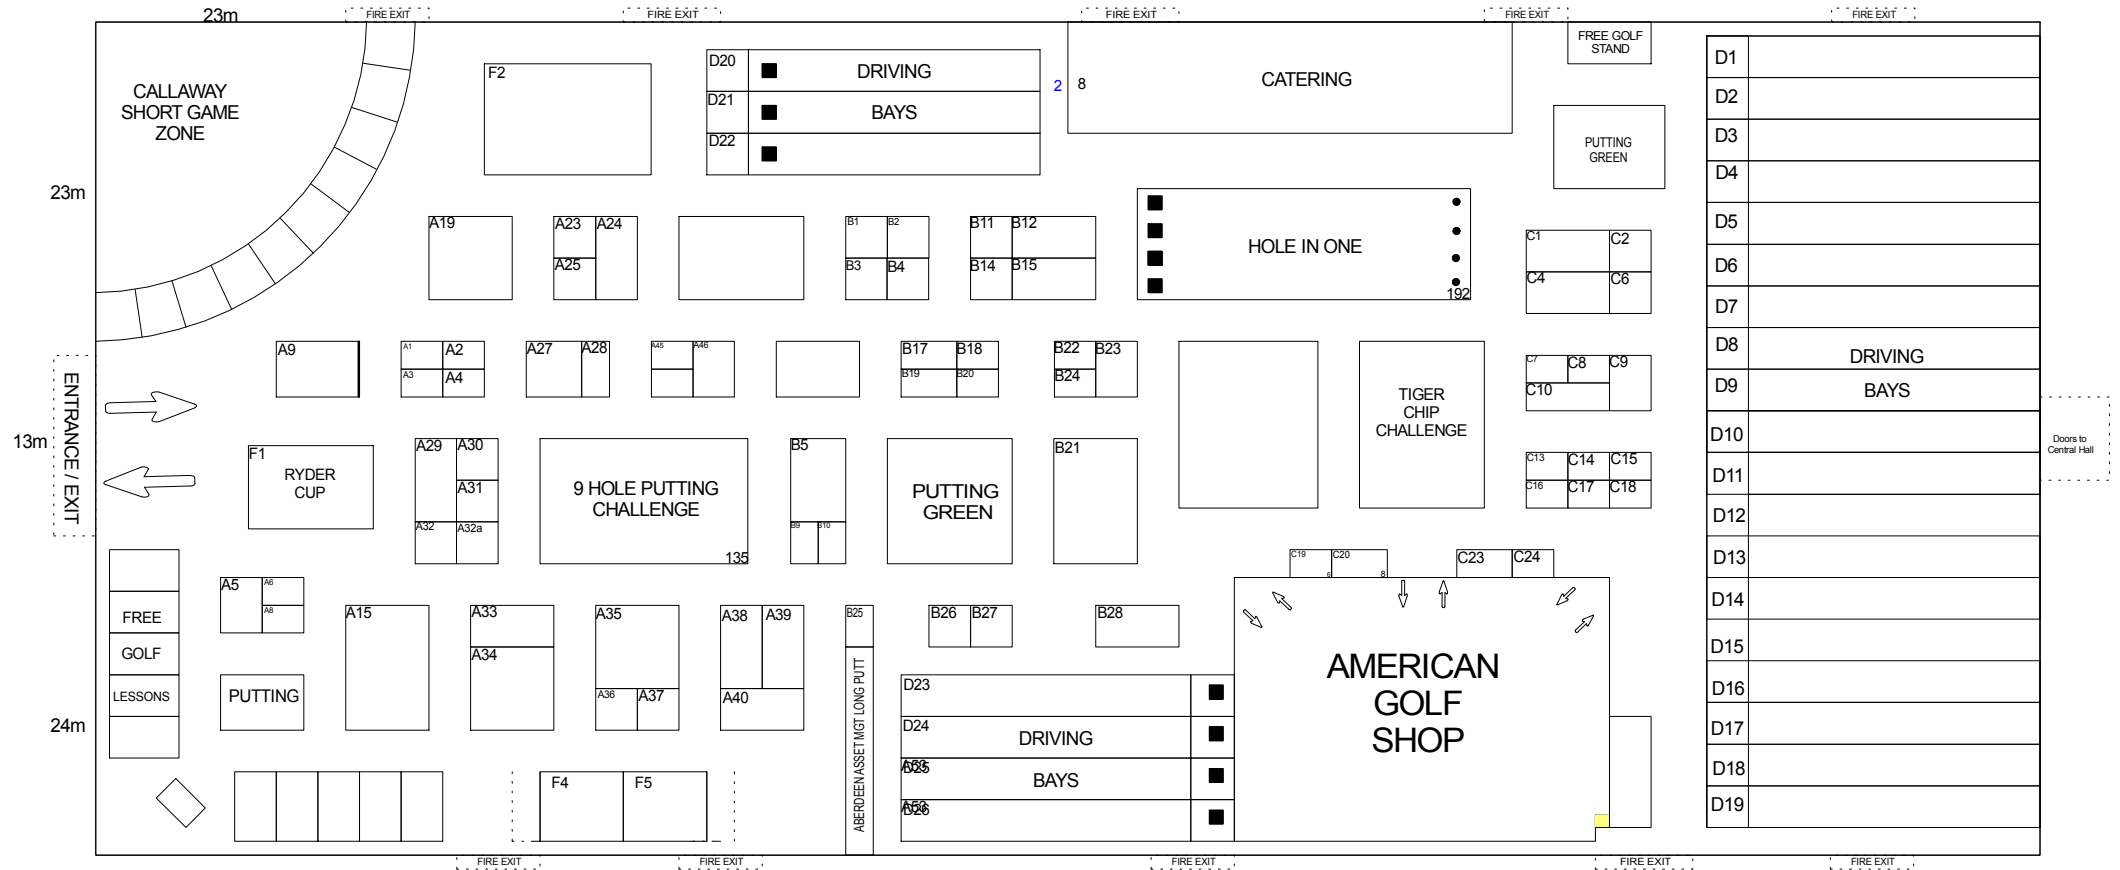 23m
FIRE EXIT
FIRE EXIT
FIRE EXIT
FIRE EXIT
FIRE EXIT
CALLAWAY
SHORT GAME
ZONE
F2
D20
DRIVING
D21
BAYS
D22
2
8
CATERING
FREE GOLF
STAND
PUTTING
GREEN
D1
D2
D3
D4
D5
D6
D7
D8
D9
DRIVING
BAYS
D10
D11
D12
D13
D14
D15
D16
D17
D18
D19
Doors to
Central Hall
23m
A19
A23
A24
A25
B1
B2
B3
B4
B11
B12
B14
B15
HOLE IN ONE
192
C1
C2
C4
C6
A9
A1
A2
A3
A4
A27
A28
A45
A46
B17
B18
B19
B20
B22
B23
B24
TIGER
CHIP
CHALLENGE
C7
C8
C9
C10
ENTRANCE / EXIT
13m
F1
RYDER
CUP
A29
A30
A31
A32
A32a
9 HOLE PUTTING
CHALLENGE
135
B5
B9
B10
PUTTING
GREEN
B21
C13
C14
C15
C16
C17
C18
C19
6
C20
8
C23
C24
FREE
GOLF
LESSONS
A5
A6
A8
PUTTING
A15
A33
A34
A35
A36
A37
A38
A39
A40
B25
ABERDEEN ASSET MGT LONG PUTT
B26
B27
B28
24m
D23
D24
DRIVING
D25
BAYS
D26
AMERICAN
GOLF
SHOP
F4
F5
FIRE EXIT
FIRE EXIT
FIRE EXIT
FIRE EXIT
FIRE EXIT